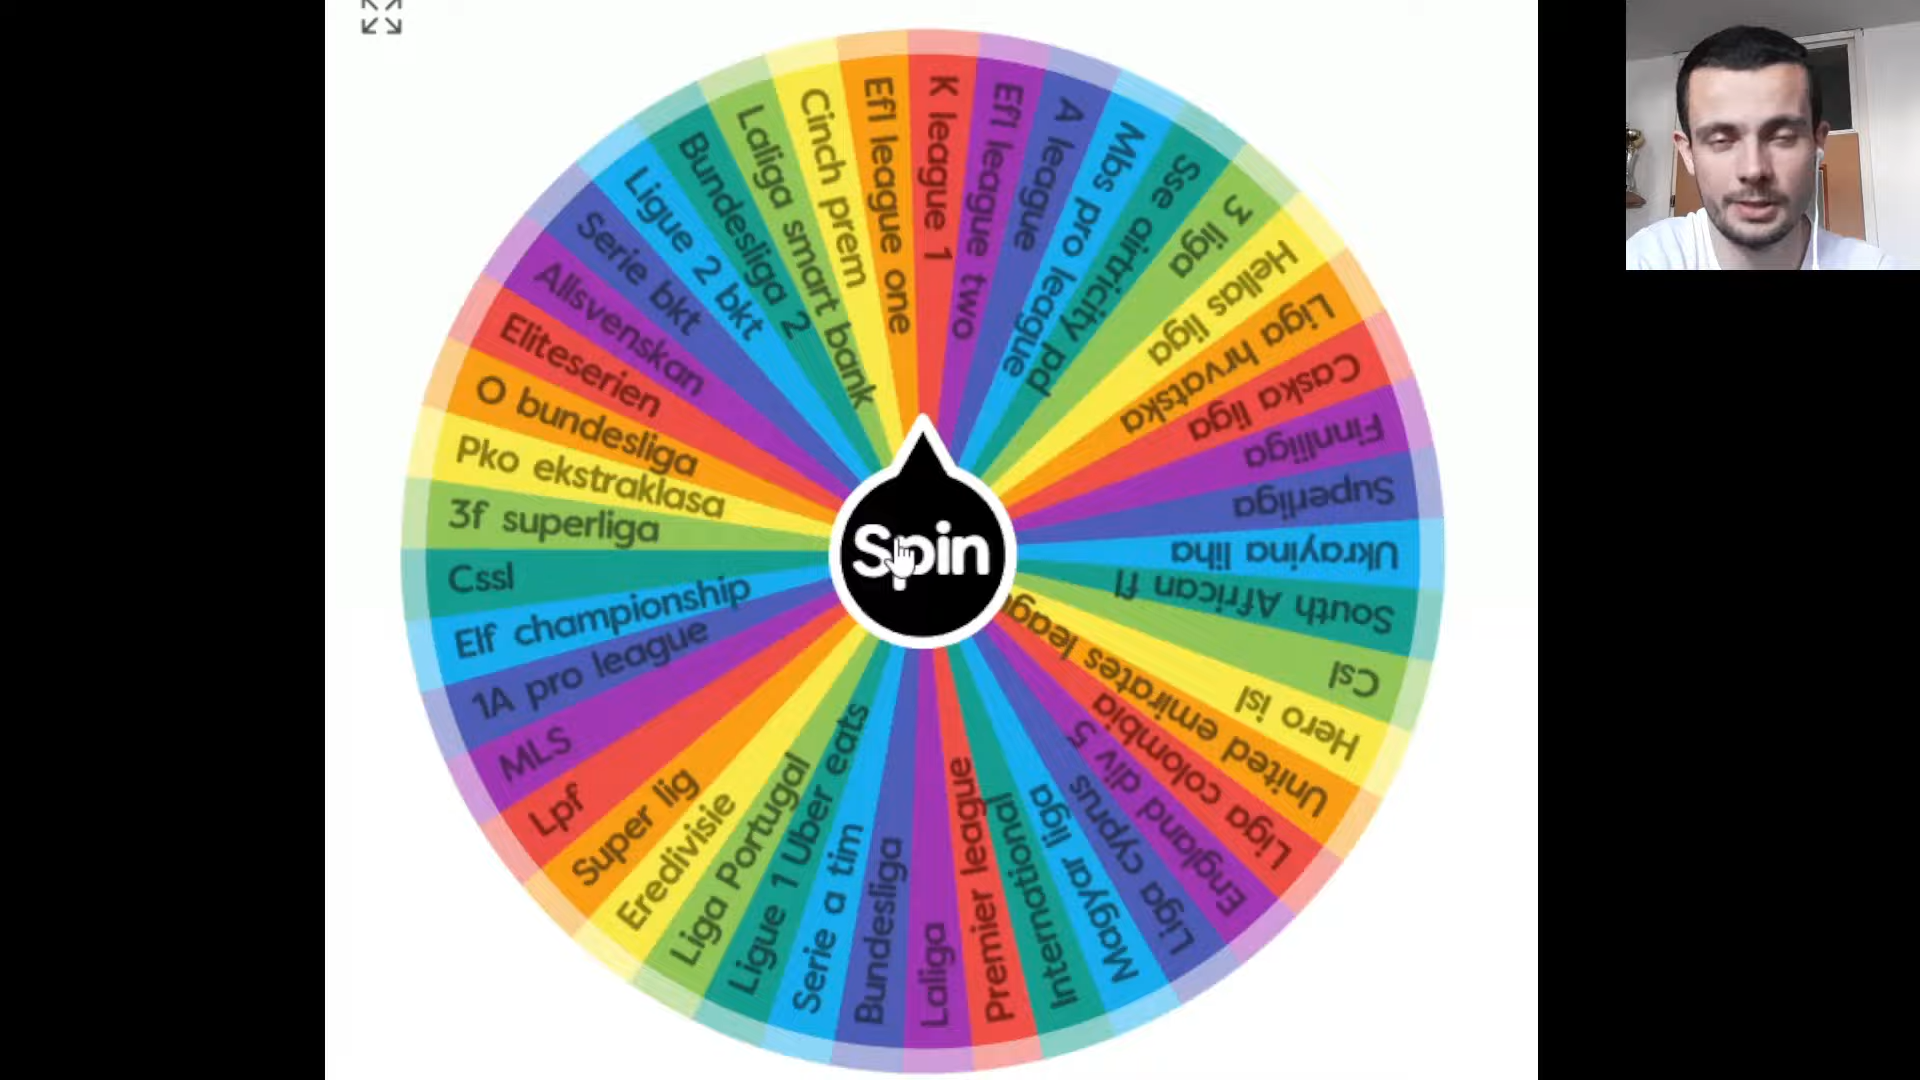 K league 1
Efl league two
A league
Mbs pro league
Sse airtricity pd
3 liga
Hellas liga
Liga hrvatska
Caska liga liga
Finnliiga
Superliga
Ukrayina liha
South African fl
Csl
Hero isl
United emirates league
Liga colombia
England div 5
Liga cyprus
Magyar liga
International
Premier league
Laliga
Bundesliga
Serie a tim
Ligue 1 Uber eats
Liga Portugal
Eredivisie
Super lig
Lpf
MLS
1A pro league
Elf championship
Cssl
3f superliga
Pko ekstraklasa
O bundesliga
Eliteserien
Allsvenskan
Serie bkt
Ligue 2 bkt
Bundesliga 2
Laliga smart bank
Cinch prem
Efl league one
Spin